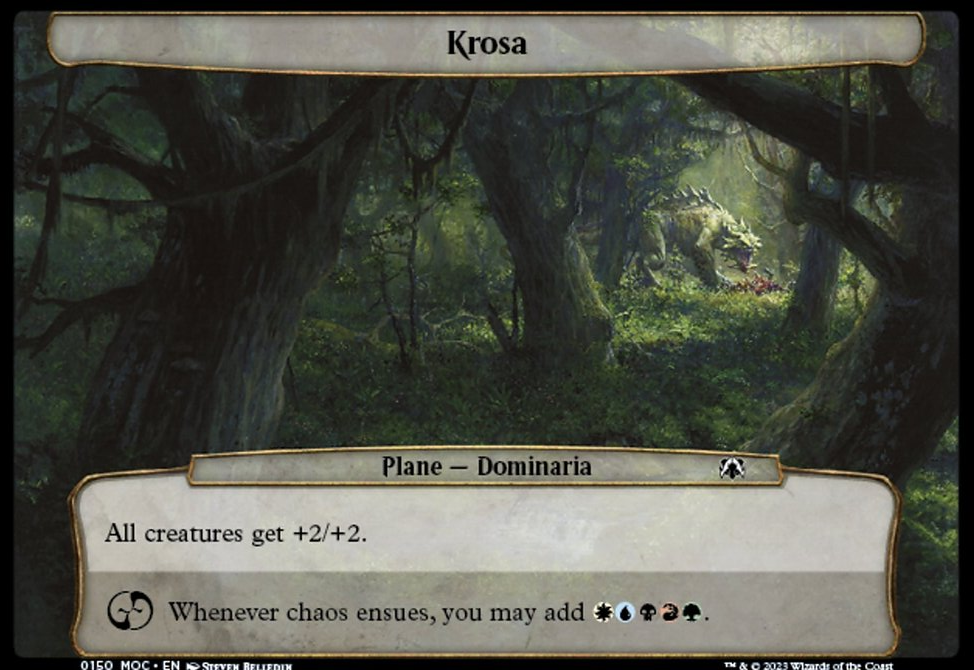 Krosa
Plane — Dominaria
All creatures get +2/+2.
Whenever chaos ensues, you may add .
0150 MOC • EN Steven Belledin
™ & © 2023 Wizards of the Coast